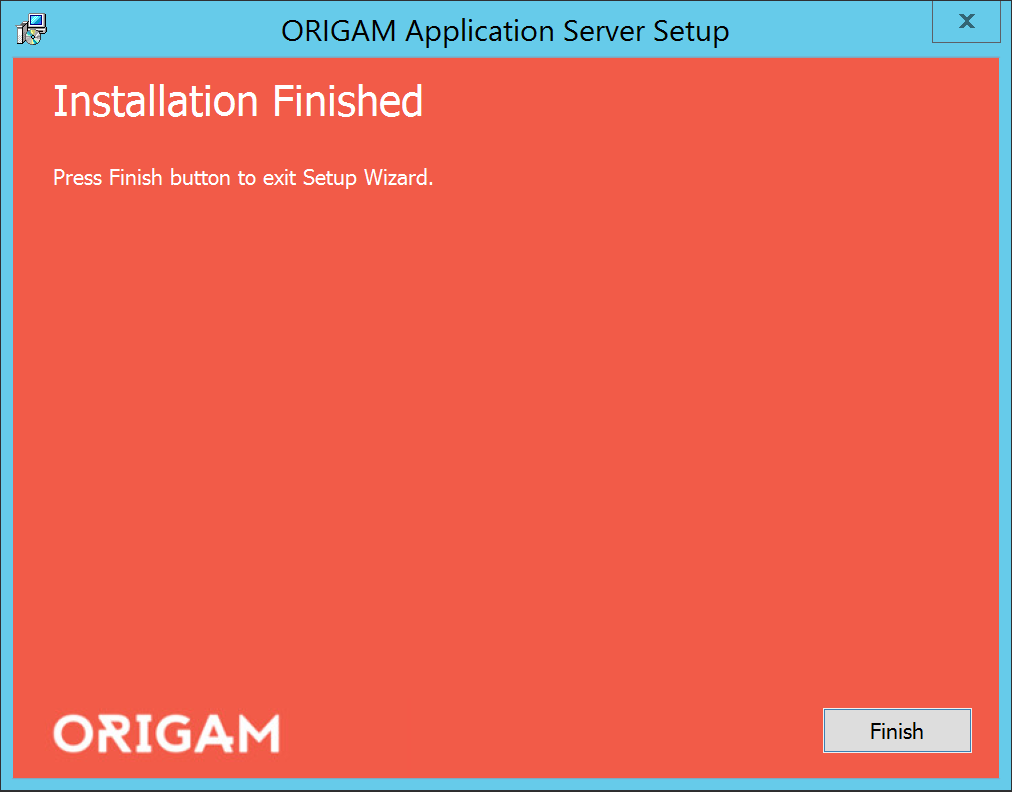 ORIGAM Application Server Setup
Installation Finished
Press Finish button to exit Setup Wizard.
ORIGAM
Finish